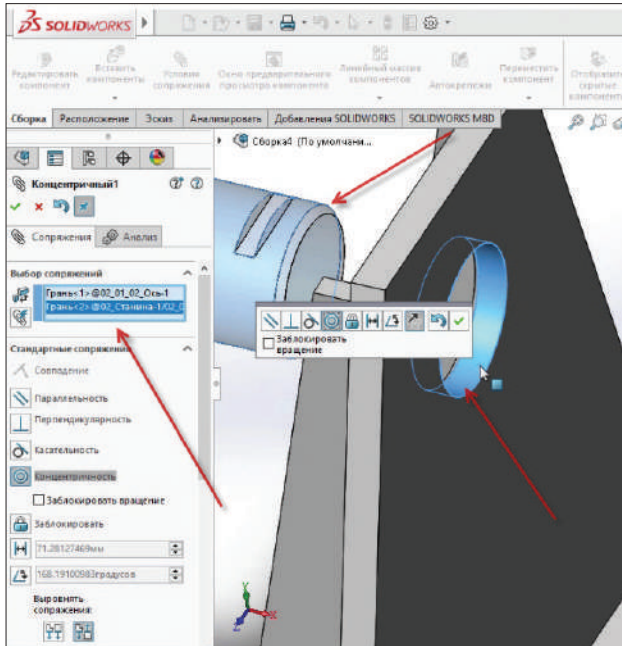 SOLIDWORKS
Редактировать компонент
Вставить компоненты
Условия сопряжения
Окно предварительного просмотра компонента
Линейный массив компонентов
Автокрепежи
Переместить компонент
Отобразить скрытые компоненты
Сборка Расположение Эскиз Анализировать Добавления SOLIDWORKS SOLIDWORKS MBD
Сборка4 (По умолчани...
Концентричный1
Сопряжения Анализ
Выбор сопряжений
Грань<1>@02_01_02_Ось-1
Грань<2>@02_Станина-1/02_0
Стандартные сопряжения
Совпадение
Параллельность
Перпендикулярность
Касательность
Концентричность
Заблокировать вращение
Заблокировать
71.28127469мм
168.19100983градусов
Выровнять
сопряжения:
Заблокировать
вращение